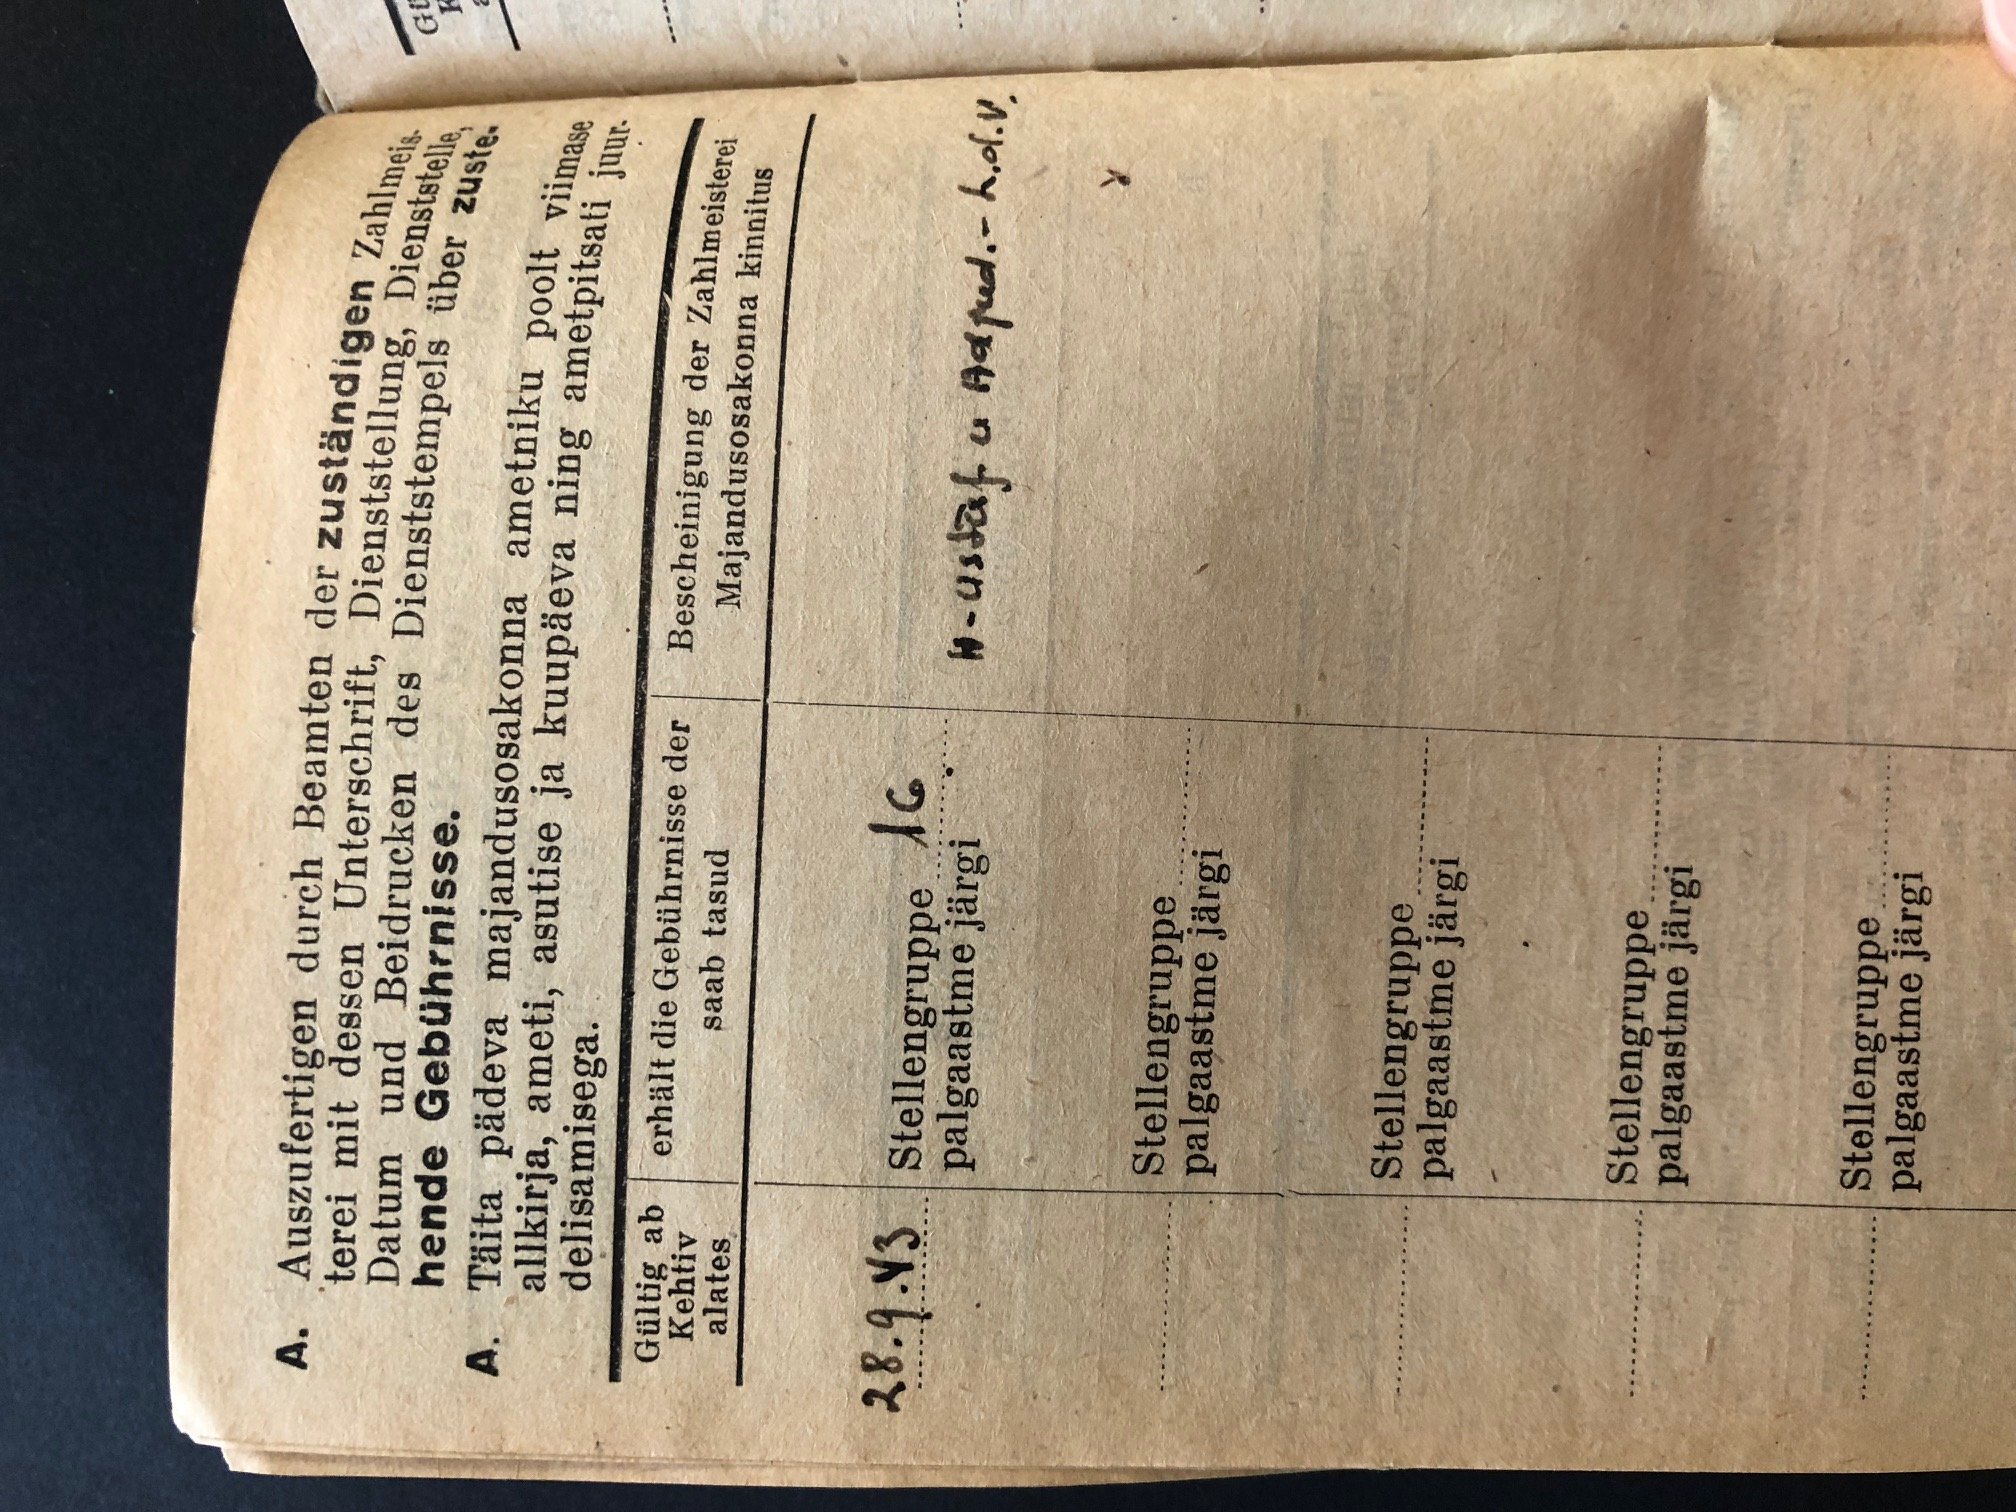 A. Auszufertigen durch Beamten der zuständigen Zahlmeis-
terei mit dessen Unterschrift, Dienststellung, Dienststelle,
Datum und Beidrucken des Dienststempels über zuste.
hende Gebührnisse.
A. Täita pädeva majandusosakonna ametniku poolt viimase
allkirja, ameti, asutise ja kuupäeva ning ametpitsati juur.
delisamisega.
Gültig ab
Kehtiv
alates
erhält die Gebührnisse der
saab tasud
Bescheinigung der Zahlmeisterei
Majandusosakonna kinnitus
28.9.43
Stellengruppe 16
palgaastme järgi
Stellengruppe
palgaastme järgi
Stellengruppe
palgaastme järgi
Stellengruppe
palgaastme järgi
Stellengruppe
palgaastme järgi